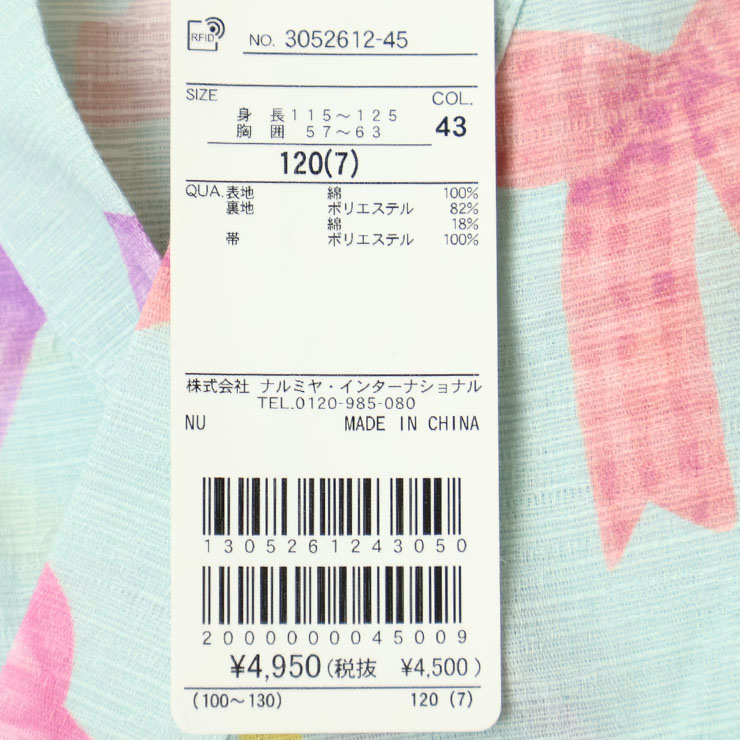 RFID
NO. 3052612-45
SIZE COL.
身 長 115～125
胸 囲 57～63 43
120(7)
QUA. 表地 綿 100%
裏地 ポリエステル 82%
綿 18%
帯 ポリエステル 100%
株式会社 ナルミヤ・インターナショナル
TEL.0120-985-080
NU MADE IN CHINA
1305261243050
2000000045009
¥4,950(税抜 ¥4,500)
(100～130) 120 (7)